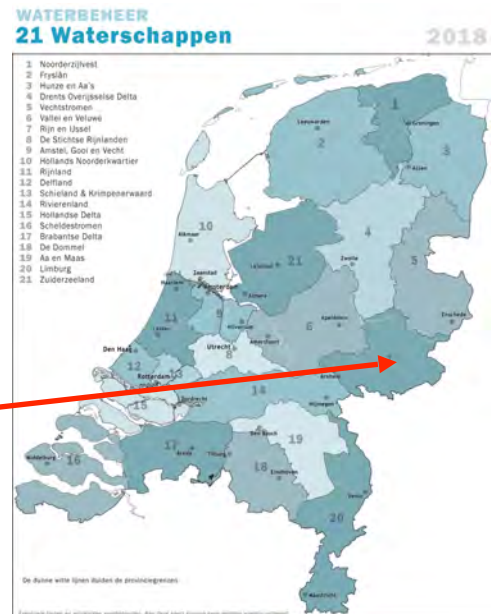 WATERBEHEER
21 Waterschappen
2018
1 Noorderzijlvest
2 Fryslân
3 Hunze en Aa's
4 Drents Overijsselse Delta
5 Vechtstromen
6 Vallei en Veluwe
7 Rijn en IJssel
8 De Stichtse Rijnlanden
9 Amstel, Gooi en Vecht
10 Hollands Noorderkwartier
11 Rijnland
12 Delfland
13 Schieland & Krimpenerwaard
14 Rivierenland
15 Hollandse Delta
16 Scheldestromen
17 Brabantse Delta
18 De Dommel
19 Aa en Maas
20 Limburg
21 Zuiderzeeland
1
Leeuwarden
Groningen
2
3
Assen
10
4
Alkmaar
21
5
Lelystad
Zwolle
Zaanstad
Haarlem
Amsterdam
Almere
Enschede
11
9
Hilversum
6
Apeldoorn
Leiden
Amersfoort
Den Haag
Utrecht
8
12
13
Rotterdam
Arnhem
14
15
Dordrecht
Nijmegen
Den Bosch
19
17
Breda
Tilburg
Middelburg
16
18
Eindhoven
Venlo
20
De dunne witte lijnen duiden de provinciegrenzen
Maastricht